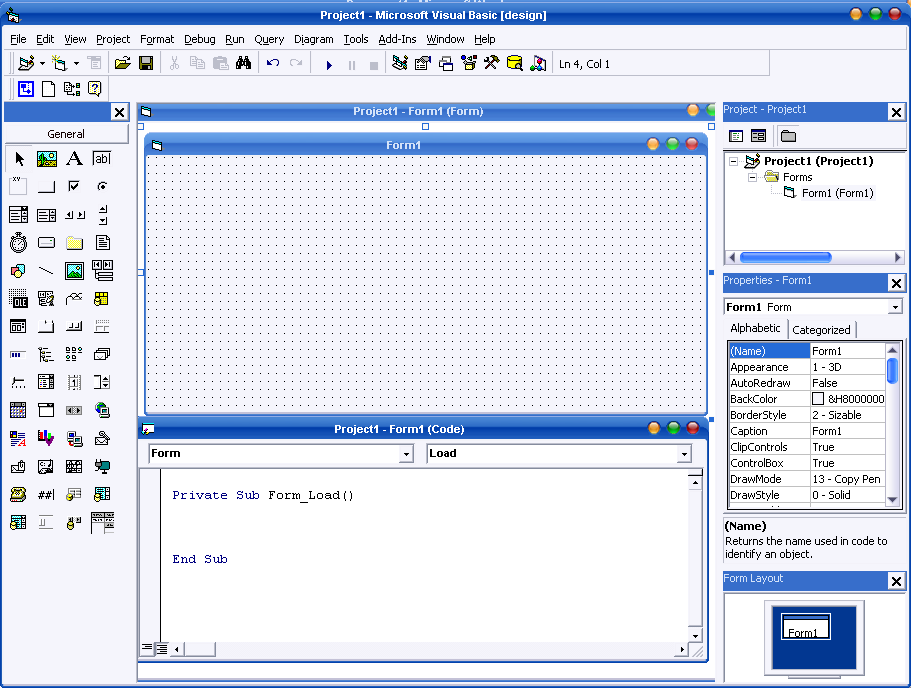 Project1 - Microsoft Visual Basic [design]
File Edit View Project Format Debug Run Query Diagram Tools Add-Ins Window Help
Ln 4, Col 1
General
Project1 - Form1 (Form)
Form1
Project1 - Form1 (Code)
Form
Load
Private Sub Form_Load()
End Sub
Project - Project1
Project1 (Project1)
Forms
Form1 (Form1)
Properties - Form1
Form1 Form
Alphabetic Categorized
(Name) Form1
Appearance 1 - 3D
AutoRedraw False
BackColor &H8000000
BorderStyle 2 - Sizable
Caption Form1
ClipControls True
ControlBox True
DrawMode 13 - Copy Pen
DrawStyle 0 - Solid
(Name)
Returns the name used in code to
identify an object.
Form Layout
Form1